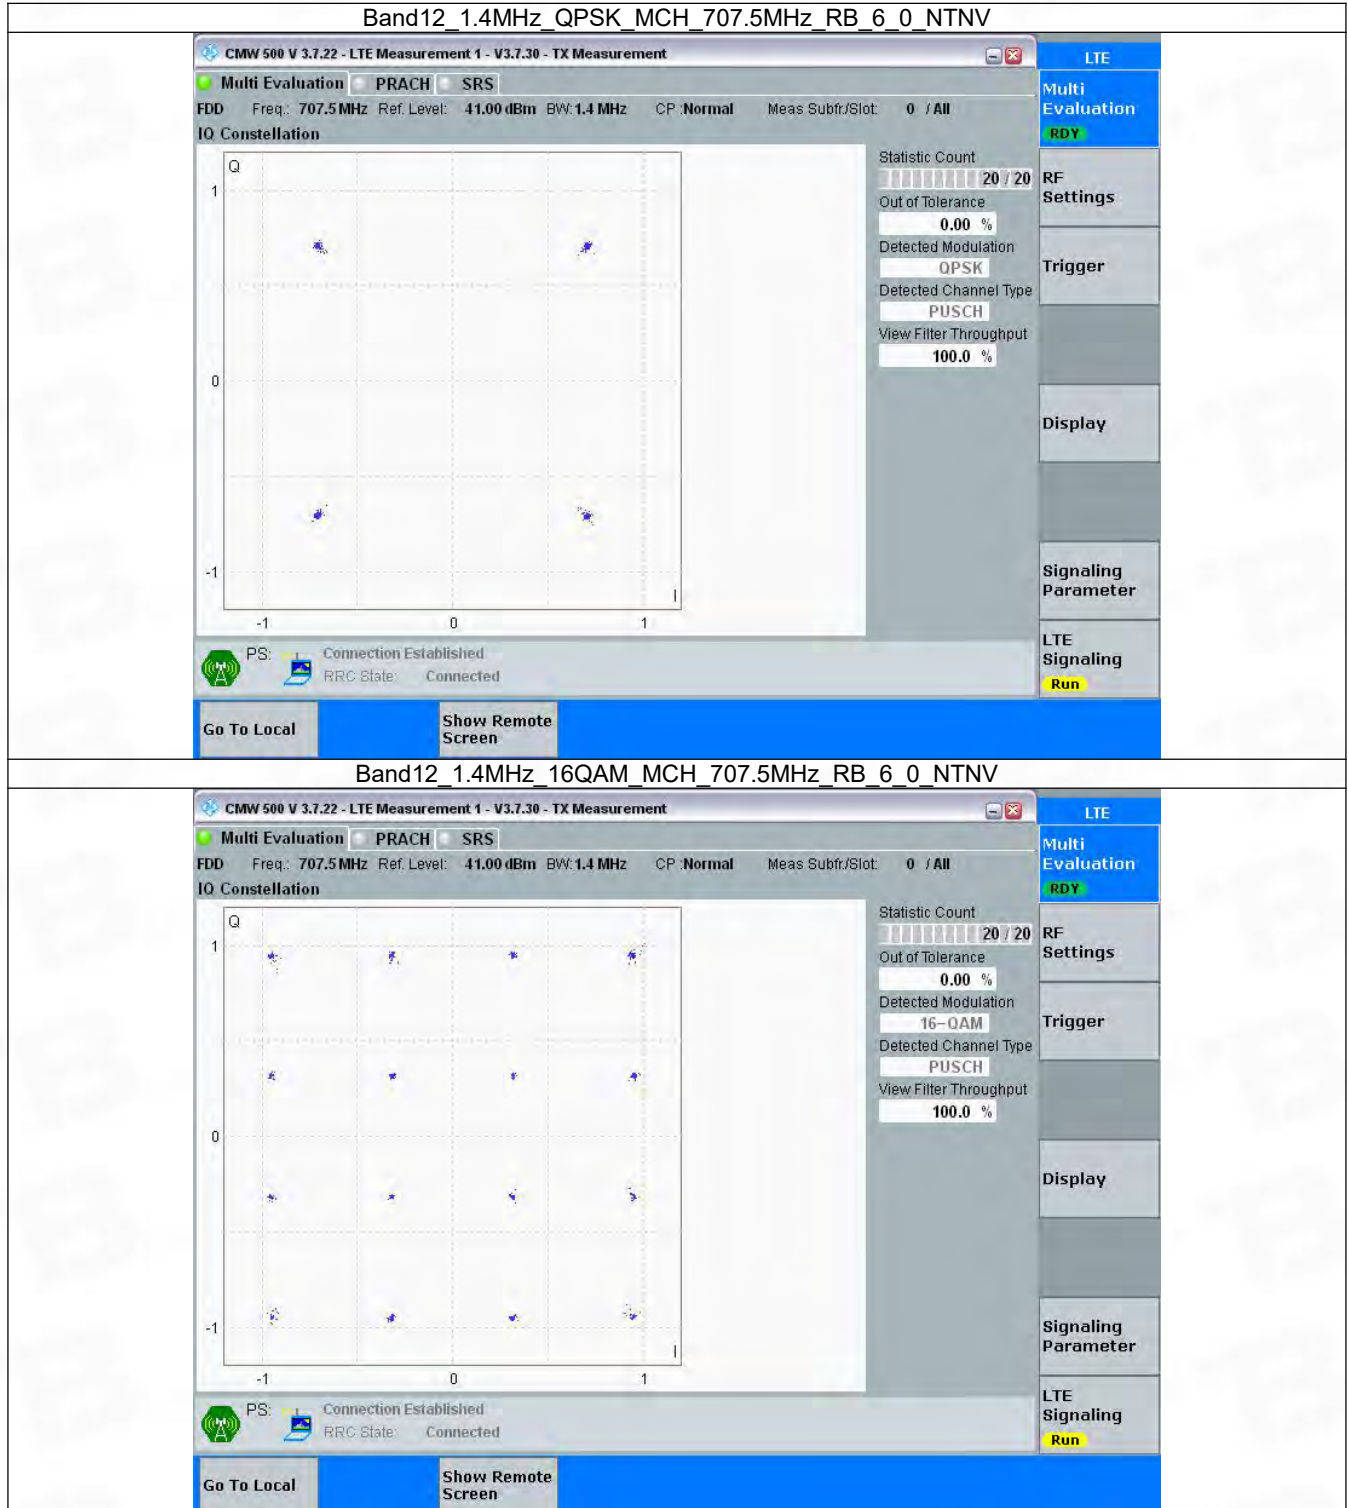 Band12_1.4MHz_QPSK_MCH_707.5MHz_RB_6_0_NTNV
CMW 500 V 3.7.22 - LTE Measurement 1 - V3.7.30 - TX Measurement
LTE
Multi Evaluation PRACH SRS
Multi
Evaluation
RDY
FDD Freq.: 707.5 MHz Ref. Level: 41.00 dBm BW: 1.4 MHz CP :Normal Meas Subfr./Slot: 0 / All
IQ Constellation
Q
1
0
-1
I
-1 0 1
Statistic Count
20 / 20
Out of Tolerance
0.00 %
Detected Modulation
QPSK
Detected Channel Type
PUSCH
View Filter Throughput
100.0 %
RF
Settings
Trigger
Display
Signaling
Parameter
LTE
Signaling
Run
PS: Connection Established
RRC State: Connected
Go To Local
Show Remote
Screen
Band12_1.4MHz_16QAM_MCH_707.5MHz_RB_6_0_NTNV
CMW 500 V 3.7.22 - LTE Measurement 1 - V3.7.30 - TX Measurement
LTE
Multi Evaluation PRACH SRS
Multi
Evaluation
RDY
FDD Freq.: 707.5 MHz Ref. Level: 41.00 dBm BW: 1.4 MHz CP :Normal Meas Subfr./Slot: 0 / All
IQ Constellation
Q
1
0
-1
I
-1 0 1
Statistic Count
20 / 20
Out of Tolerance
0.00 %
Detected Modulation
16-QAM
Detected Channel Type
PUSCH
View Filter Throughput
100.0 %
RF
Settings
Trigger
Display
Signaling
Parameter
LTE
Signaling
Run
PS: Connection Established
RRC State: Connected
Go To Local
Show Remote
Screen